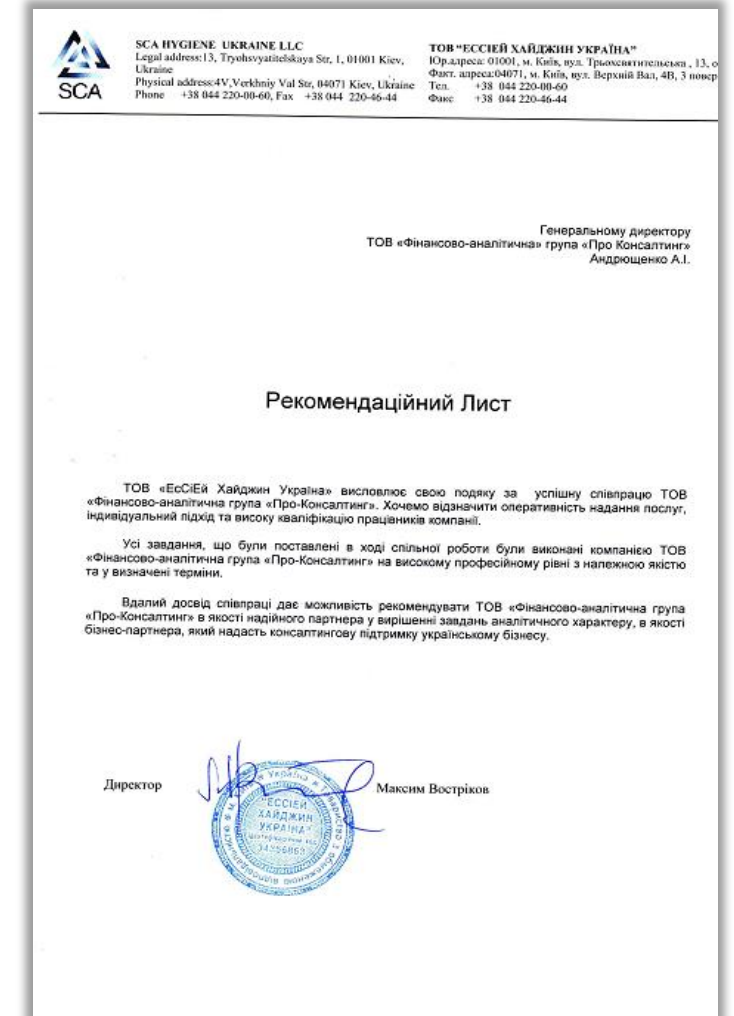 SCA
SCA HYGIENE UKRAINE LLC
Legal address:13, Tryohsvyatitelskaya Str, 1, 01001 Kiev,
Ukraine
Physical address:4V,Verkhniy Val Str, 04071 Kiev, Ukraine
Phone +38 044 220-00-60, Fax +38 044 220-46-44
ТОВ “ЕССІЕЙ ХАЙДЖИН УКРАЇНА”
Юр.адреса: 01001, м. Київ, вул. Трьохсвятительська , 13, о
Факт. адреса:04071, м. Київ, вул. Верхній Вал, 4В, 3 повер
Тел. +38 044 220-00-60
Факс +38 044 220-46-44
Генеральному директору
ТОВ «Фінансово-аналітична» група «Про Консалтинг»
Андрющенко А.І.
Рекомендаційний Лист
ТОВ «ЕсСіЕй Хайджин Україна» висловлює свою подяку за успішну співпрацю ТОВ
«Фінансово-аналітична група «Про-Консалтинг». Хочемо відзначити оперативність надання послуг,
індивідуальний підхід та високу кваліфікацію працівників компанії.
Усі завдання, що були поставлені в ході спільної роботи були виконані компанією ТОВ
«Фінансово-аналітична група «Про-Консалтинг» на високому професійному рівні з належною якістю
та у визначені терміни.
Вдалий досвід співпраці дає можливість рекомендувати ТОВ «Фінансово-аналітична група
«Про-Консалтинг» в якості надійного партнера у вирішенні завдань аналітичного характеру, в якості
бізнес-партнера, який надасть консалтингову підтримку українському бізнесу.
Директор
Максим Востріков
Україна
Товариство з обмеженою відповідальністю
"ЕССІЕЙ
ХАЙДЖИН
УКРАЇНА"